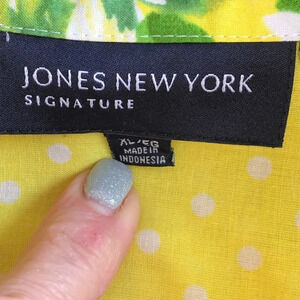 JONES NEW YORK
SIGNATURE
XL/EG
MADE IN
INDONESIA